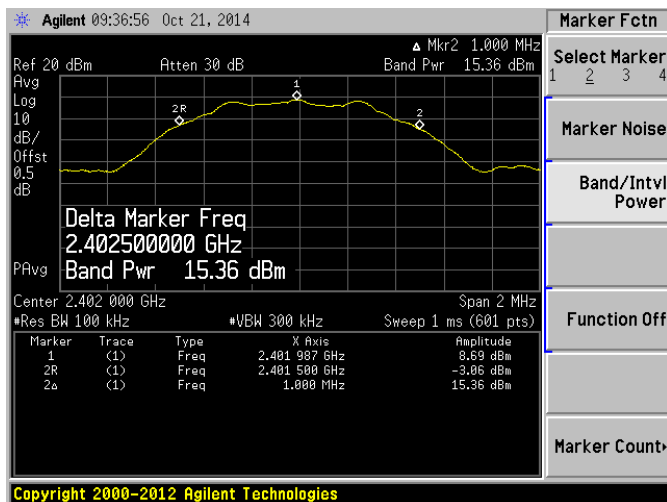 Agilent 09:36:56 Oct 21, 2014
Marker Fctn
Δ Mkr2 1.000 MHz
Ref 20 dBm Atten 30 dB Band Pwr 15.36 dBm
Avg
Log
10
dB/
Offst
0.5
dB
PAvg
1
2R
2
Delta Marker Freq
2.402500000 GHz
Band Pwr 15.36 dBm
Center 2.402 000 GHz Span 2 MHz
#Res BW 100 kHz #VBW 300 kHz Sweep 1 ms (601 pts)
Marker Trace Type X Axis Amplitude
1 (1) Freq 2.401 987 GHz 8.69 dBm
2R (1) Freq 2.401 500 GHz -3.06 dBm
2Δ (1) Freq 1.000 MHz 15.36 dBm
Select Marker
1 2 3 4
Marker Noise
Band/Intvl
Power
Function Off
Marker Count▸
Copyright 2000-2012 Agilent Technologies